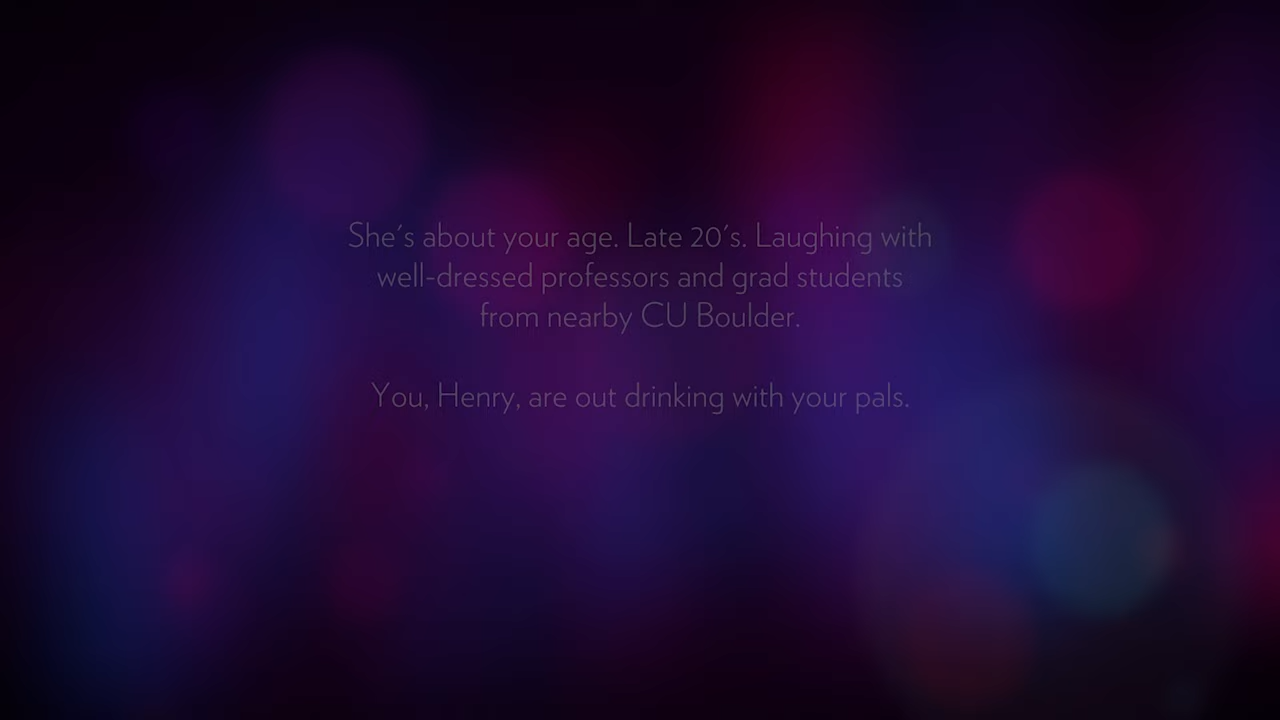 She's about your age. Late 20's. Laughing with
well-dressed professors and grad students
from nearby CU Boulder.
You, Henry, are out drinking with your pals.